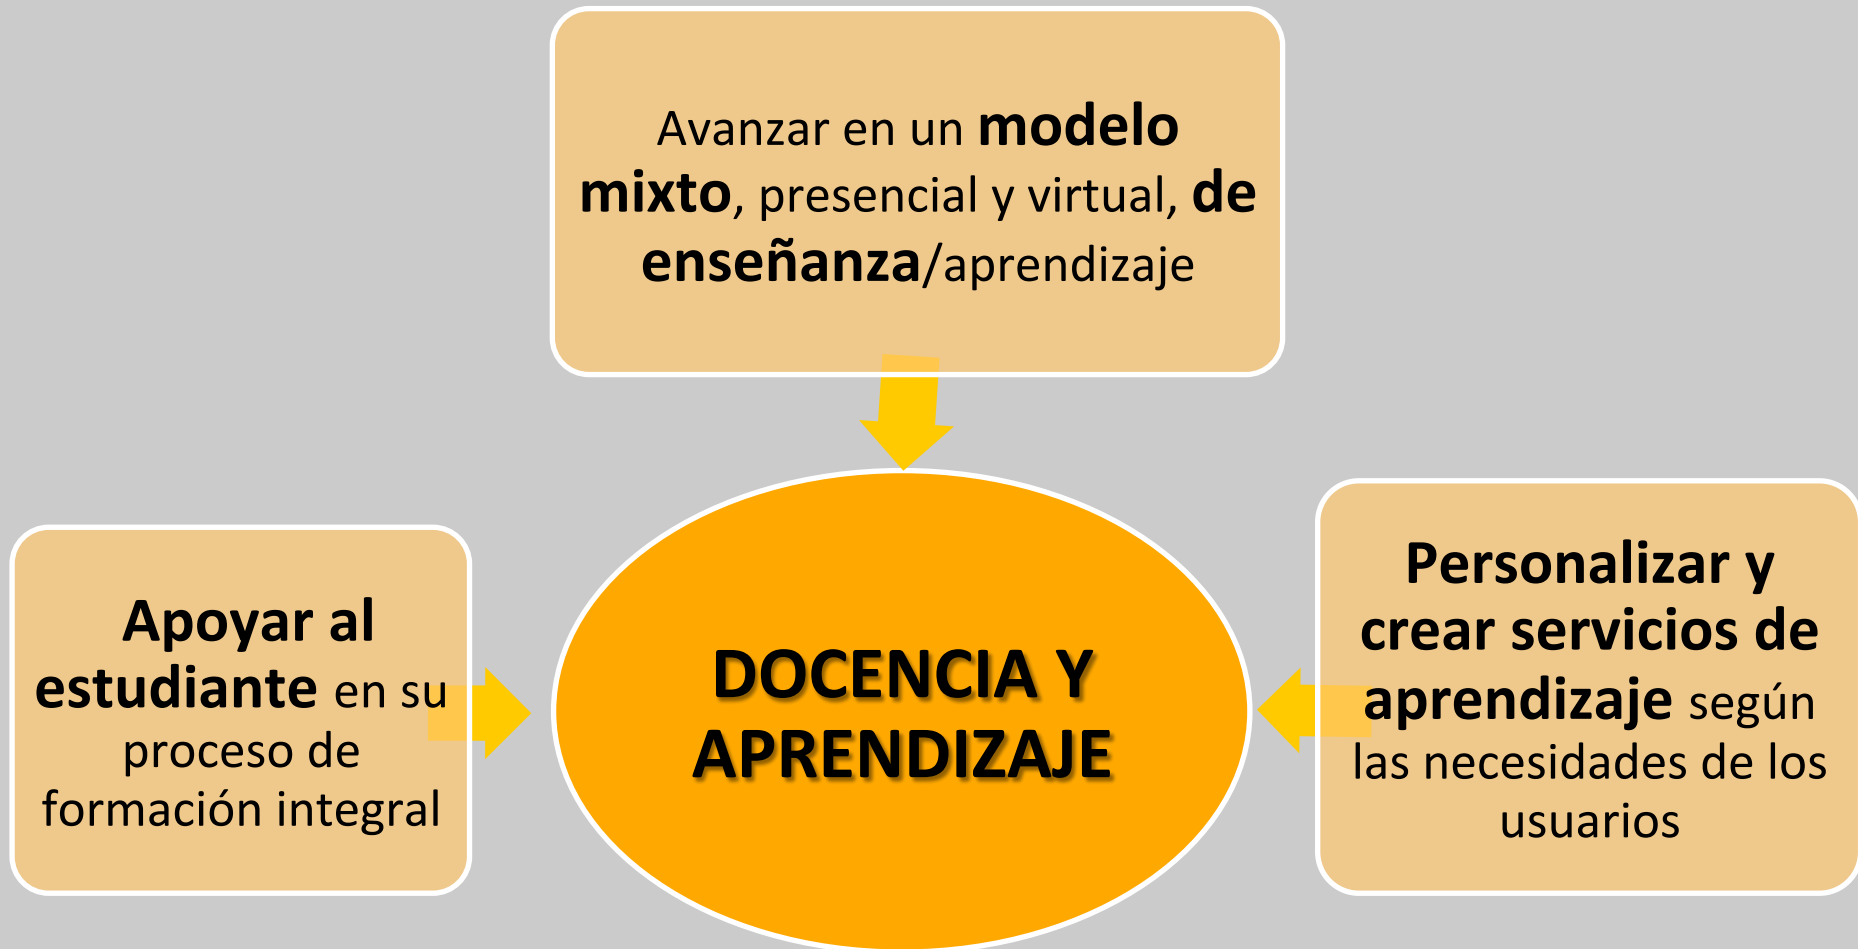 Avanzar en un modelo
mixto, presencial y virtual, de
enseñanza/aprendizaje
Apoyar al
estudiante en su
proceso de
formación integral
DOCENCIA Y
APRENDIZAJE
Personalizar y
crear servicios de
aprendizaje según
las necesidades de los
usuarios